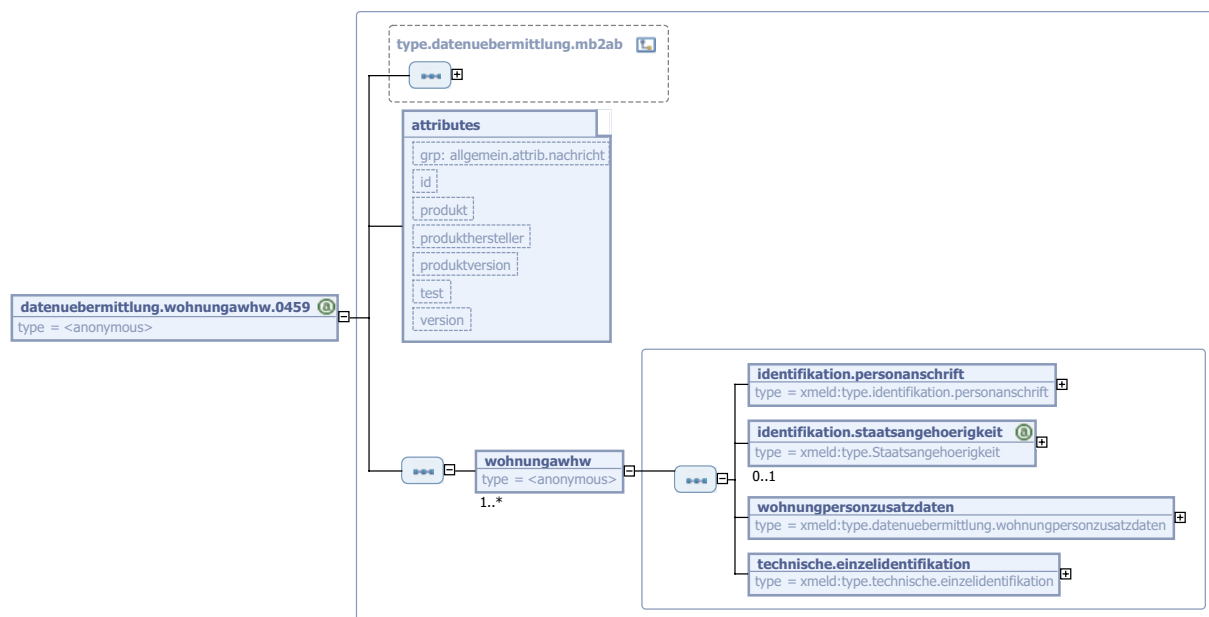 type.datenuebermittlung.mb2ab
attributes
grp: allgemein.attrib.nachricht
id
produkt
produkthersteller
produktversion
test
version
datenuebermittlung.wohnungawhw.0459
type = <anonymous>
wohnungawhw
type = <anonymous>
1..*
identifikation.personanschrift
type = xmeld:type.identifikation.personanschrift
identifikation.staatsangehoerigkeit
type = xmeld:type.Staatsangehoerigkeit
0..1
wohnungpersonzusatzdaten
type = xmeld:type.datenuebermittlung.wohnungpersonzusatzdaten
technische.einzelidentifikation
type = xmeld:type.technische.einzelidentifikation